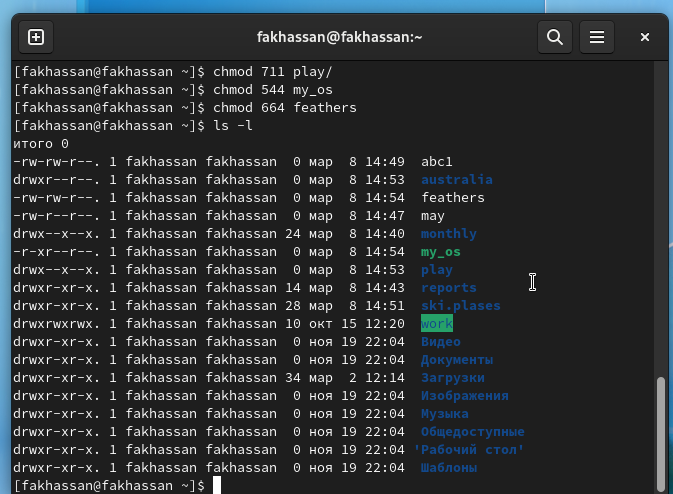 fakhassan@fakhassan:~
[fakhassan@fakhassan ~]$ chmod 711 play/
[fakhassan@fakhassan ~]$ chmod 544 my_os
[fakhassan@fakhassan ~]$ chmod 664 feathers
[fakhassan@fakhassan ~]$ ls -l
итого 0
-rw-rw-r--. 1 fakhassan fakhassan  0 мар  8 14:49  abc1
drwxr--r--. 1 fakhassan fakhassan  0 мар  8 14:53  australia
-rw-rw-r--. 1 fakhassan fakhassan  0 мар  8 14:54  feathers
-rw-r--r--. 1 fakhassan fakhassan  0 мар  8 14:47  may
drwx--x--x. 1 fakhassan fakhassan 24 мар  8 14:40  monthly
-r-xr--r--. 1 fakhassan fakhassan  0 мар  8 14:54  my_os
drwx--x--x. 1 fakhassan fakhassan  0 мар  8 14:53  play
drwxr-xr-x. 1 fakhassan fakhassan 14 мар  8 14:43  reports
drwxr-xr-x. 1 fakhassan fakhassan 28 мар  8 14:51  ski.plases
drwxrwxrwx. 1 fakhassan fakhassan 10 окт 15 12:20  work
drwxr-xr-x. 1 fakhassan fakhassan  0 ноя 19 22:04  Видео
drwxr-xr-x. 1 fakhassan fakhassan  0 ноя 19 22:04  Документы
drwxr-xr-x. 1 fakhassan fakhassan 34 мар  2 12:14  Загрузки
drwxr-xr-x. 1 fakhassan fakhassan  0 ноя 19 22:04  Изображения
drwxr-xr-x. 1 fakhassan fakhassan  0 ноя 19 22:04  Музыка
drwxr-xr-x. 1 fakhassan fakhassan  0 ноя 19 22:04  Общедоступные
drwxr-xr-x. 1 fakhassan fakhassan  0 ноя 19 22:04 'Рабочий стол'
drwxr-xr-x. 1 fakhassan fakhassan  0 ноя 19 22:04  Шаблоны
[fakhassan@fakhassan ~]$